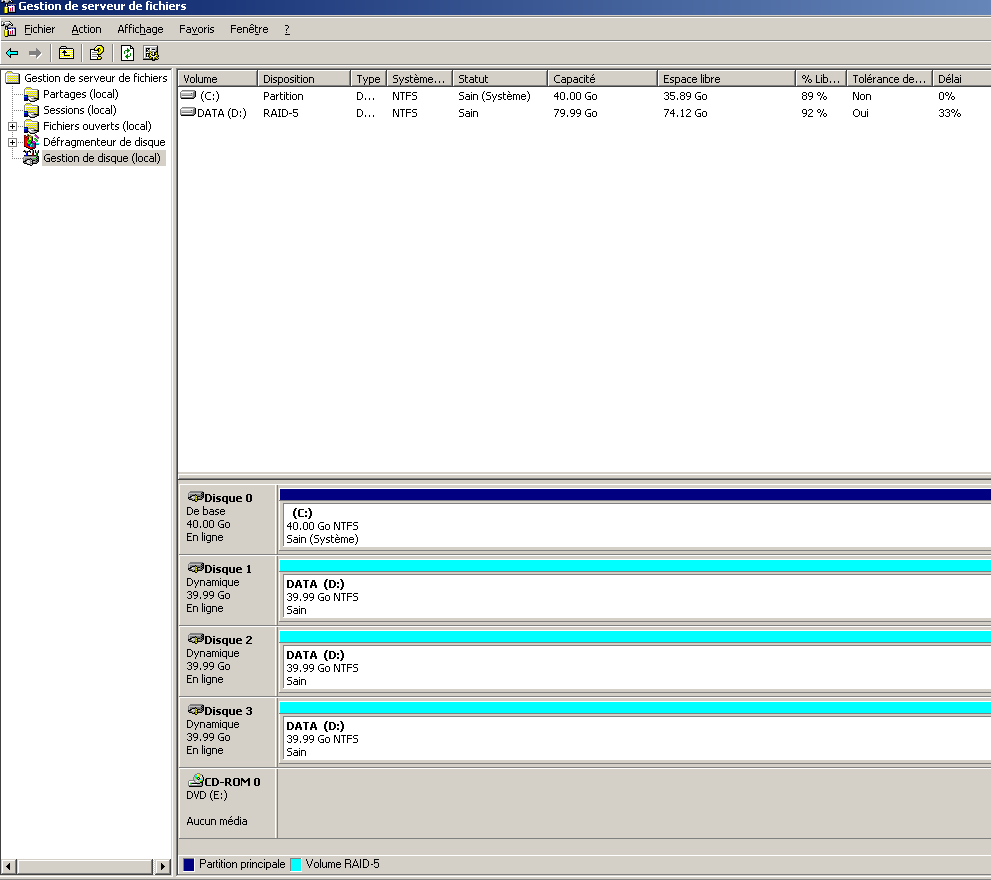 Gestion de serveur de fichiers
Fichier Action Affichage Favoris Fenêtre ?
Gestion de serveur de fichiers
Partages (local)
Sessions (local)
Fichiers ouverts (local)
Défragmenteur de disque
Gestion de disque (local)
Volume Disposition Type Système... Statut Capacité Espace libre % Lib... Tolérance de... Délai
(C:) Partition D... NTFS Sain (Système) 40.00 Go 35.89 Go 89 % Non 0%
DATA (D:) RAID-5 D... NTFS Sain 79.99 Go 74.12 Go 92 % Oui 33%
Disque 0
De base
40.00 Go
En ligne
(C:)
40.00 Go NTFS
Sain (Système)
Disque 1
Dynamique
39.99 Go
En ligne
DATA (D:)
39.99 Go NTFS
Sain
Disque 2
Dynamique
39.99 Go
En ligne
DATA (D:)
39.99 Go NTFS
Sain
Disque 3
Dynamique
39.99 Go
En ligne
DATA (D:)
39.99 Go NTFS
Sain
CD-ROM 0
DVD (E:)
Aucun média
Partition principale Volume RAID-5